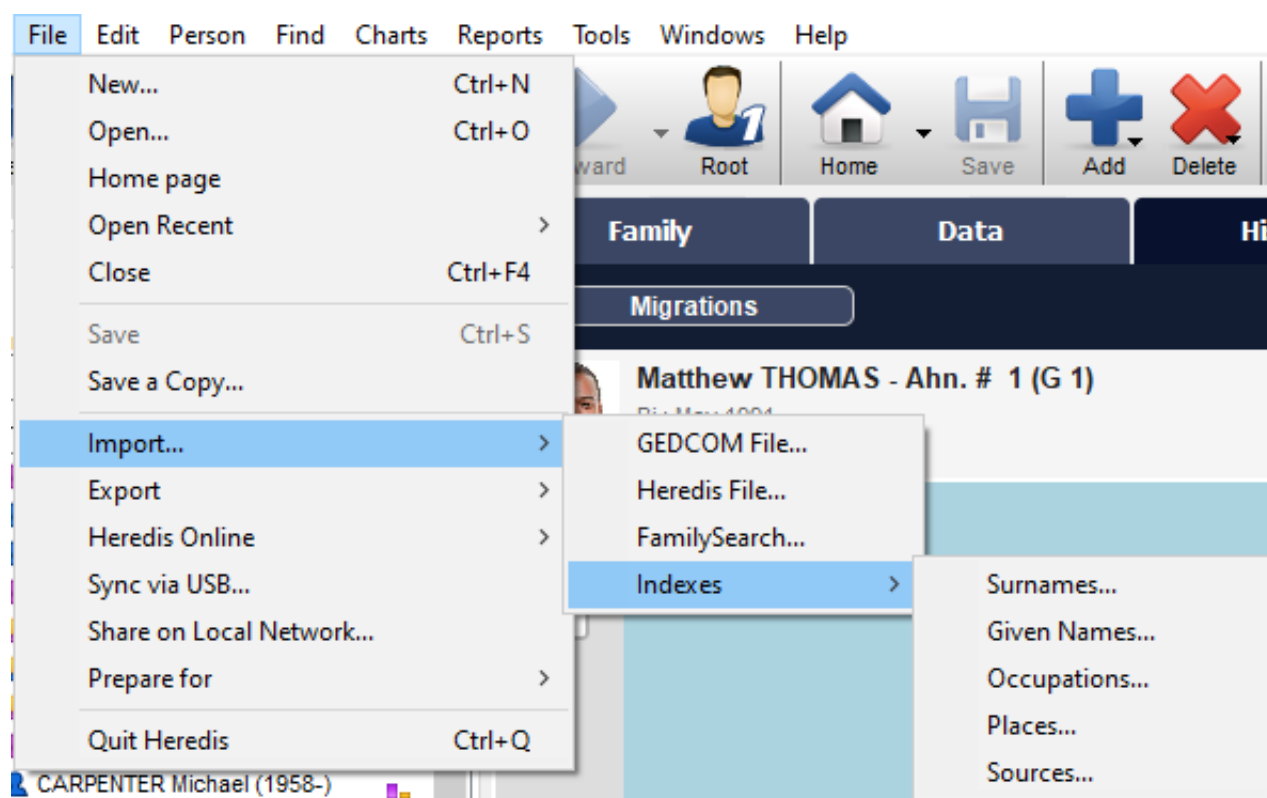 File Edit Person Find Charts Reports Tools Windows Help
New... Ctrl+N
Open... Ctrl+O
Home page
Open Recent
Close Ctrl+F4
Save Ctrl+S
Save a Copy...
Import...
Export
Heredis Online
Sync via USB...
Share on Local Network...
Prepare for
Quit Heredis Ctrl+Q
ward Root Home Save Add Delete
Family Data Hi
Migrations
Matthew THOMAS - Ahn. # 1 (G 1)
GEDCOM File...
Heredis File...
FamilySearch...
Indexes
Surnames...
Given Names...
Occupations...
Places...
Sources...
CARPENTER Michael (1958-)